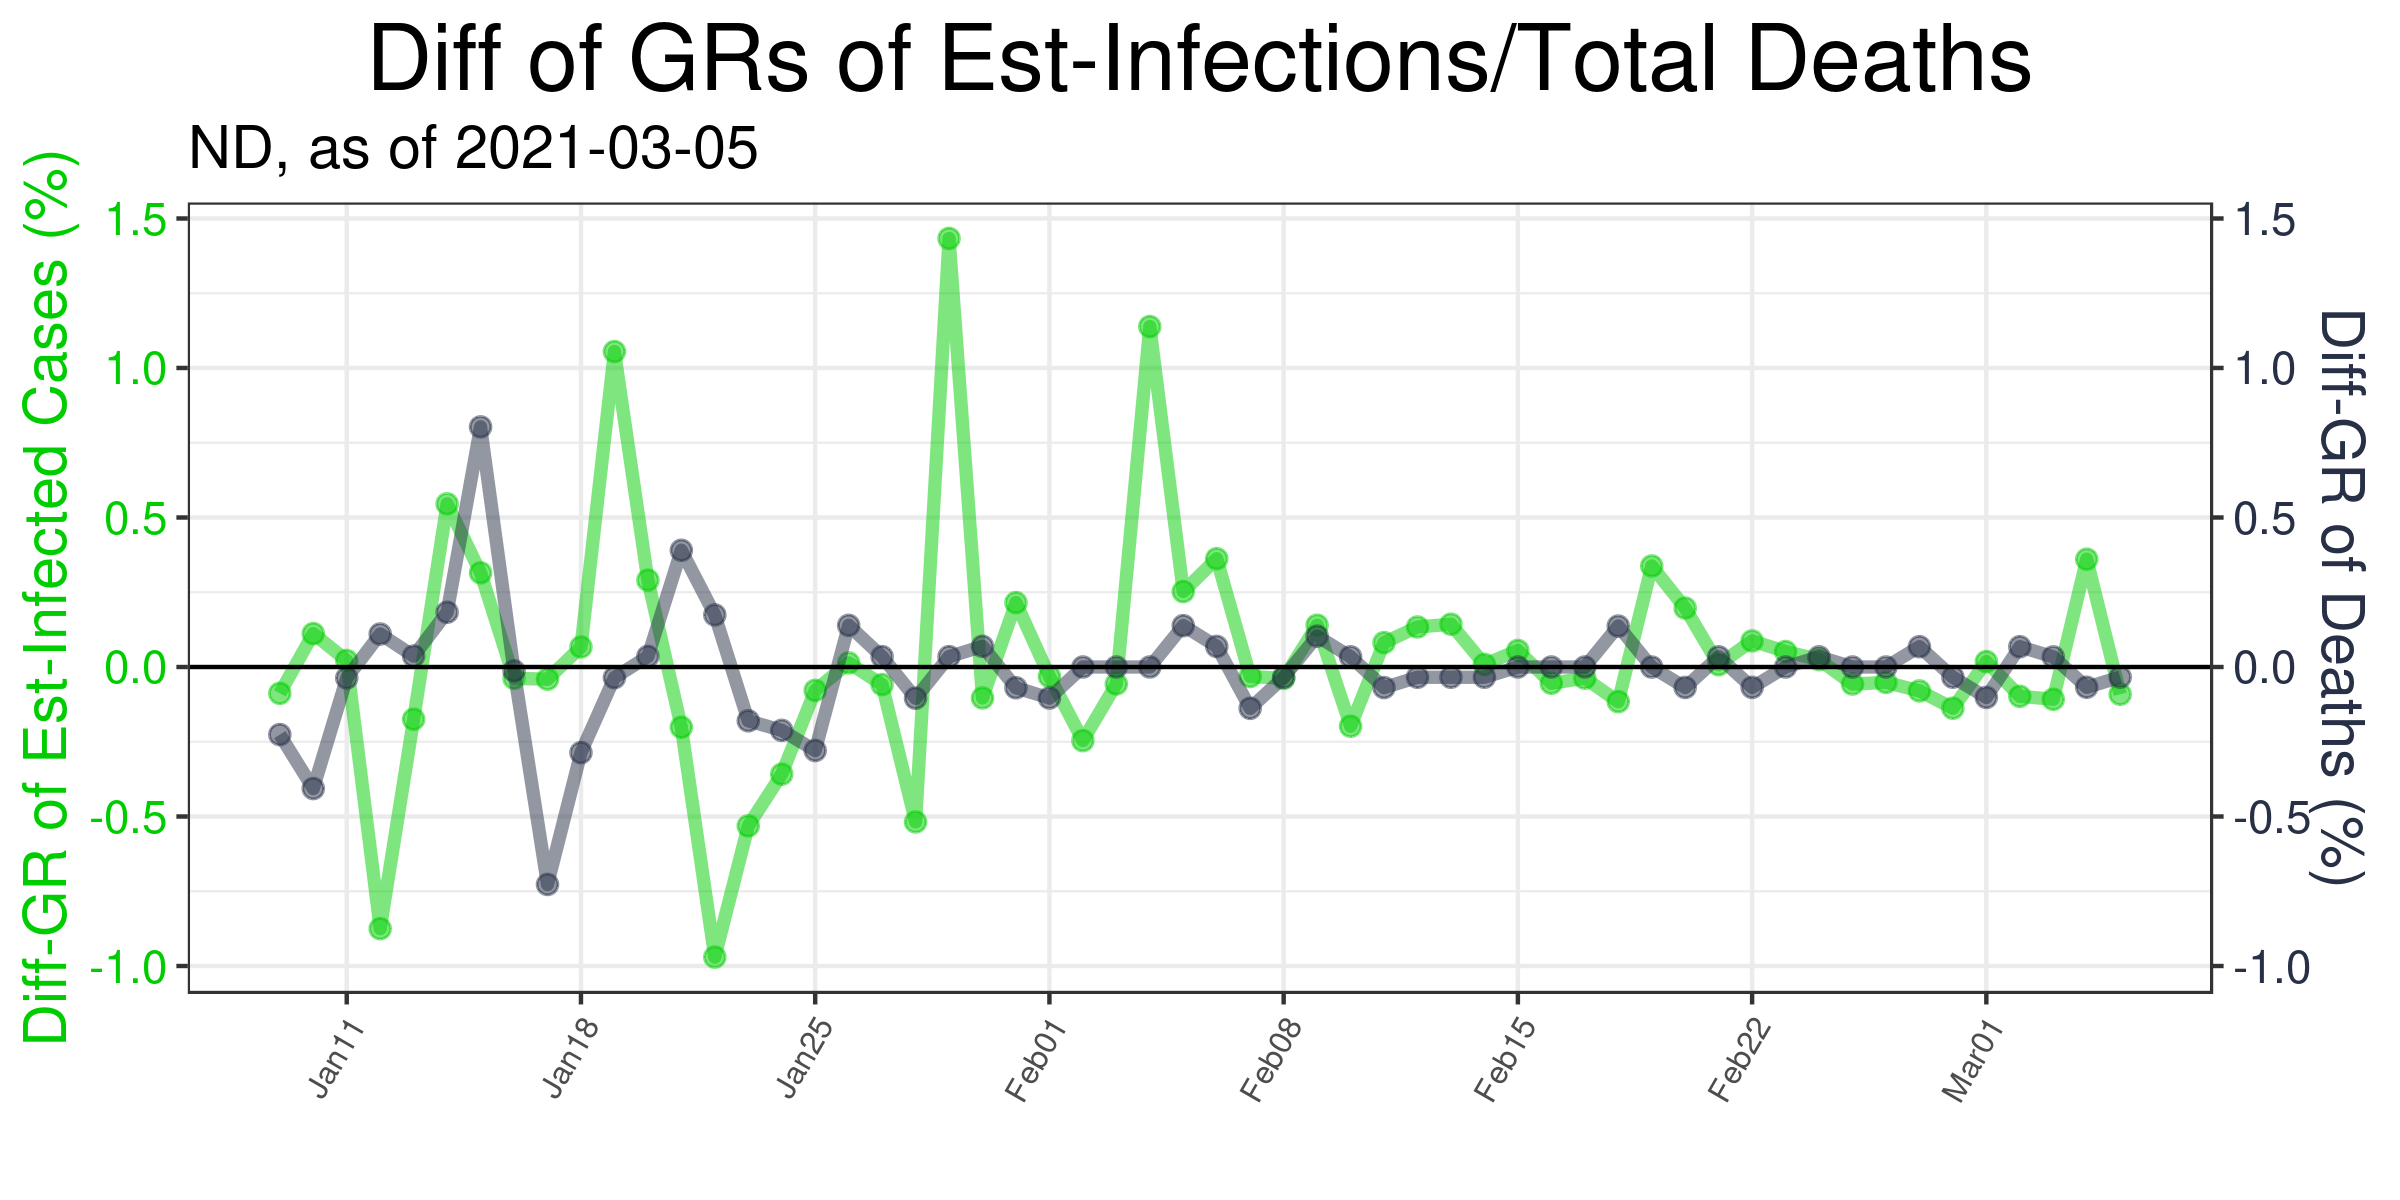 Diff of GRs of Est-Infections/Total Deaths
ND, as of 2021-03-05
Diff-GR of Est-Infected Cases (%)
1.5
1.0
0.5
0.0
-0.5
-1.0
1.5
1.0
0.5
0.0
-0.5
-1.0
Diff-GR of Deaths (%)
Jan11
Jan18
Jan25
Feb01
Feb08
Feb15
Feb22
Mar01